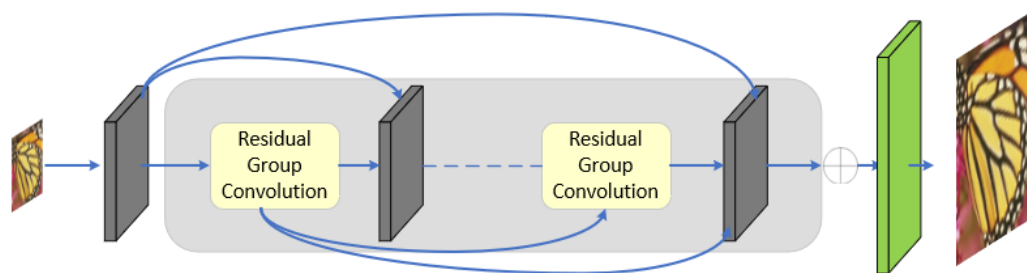 Residual
Group
Convolution
Residual
Group
Convolution